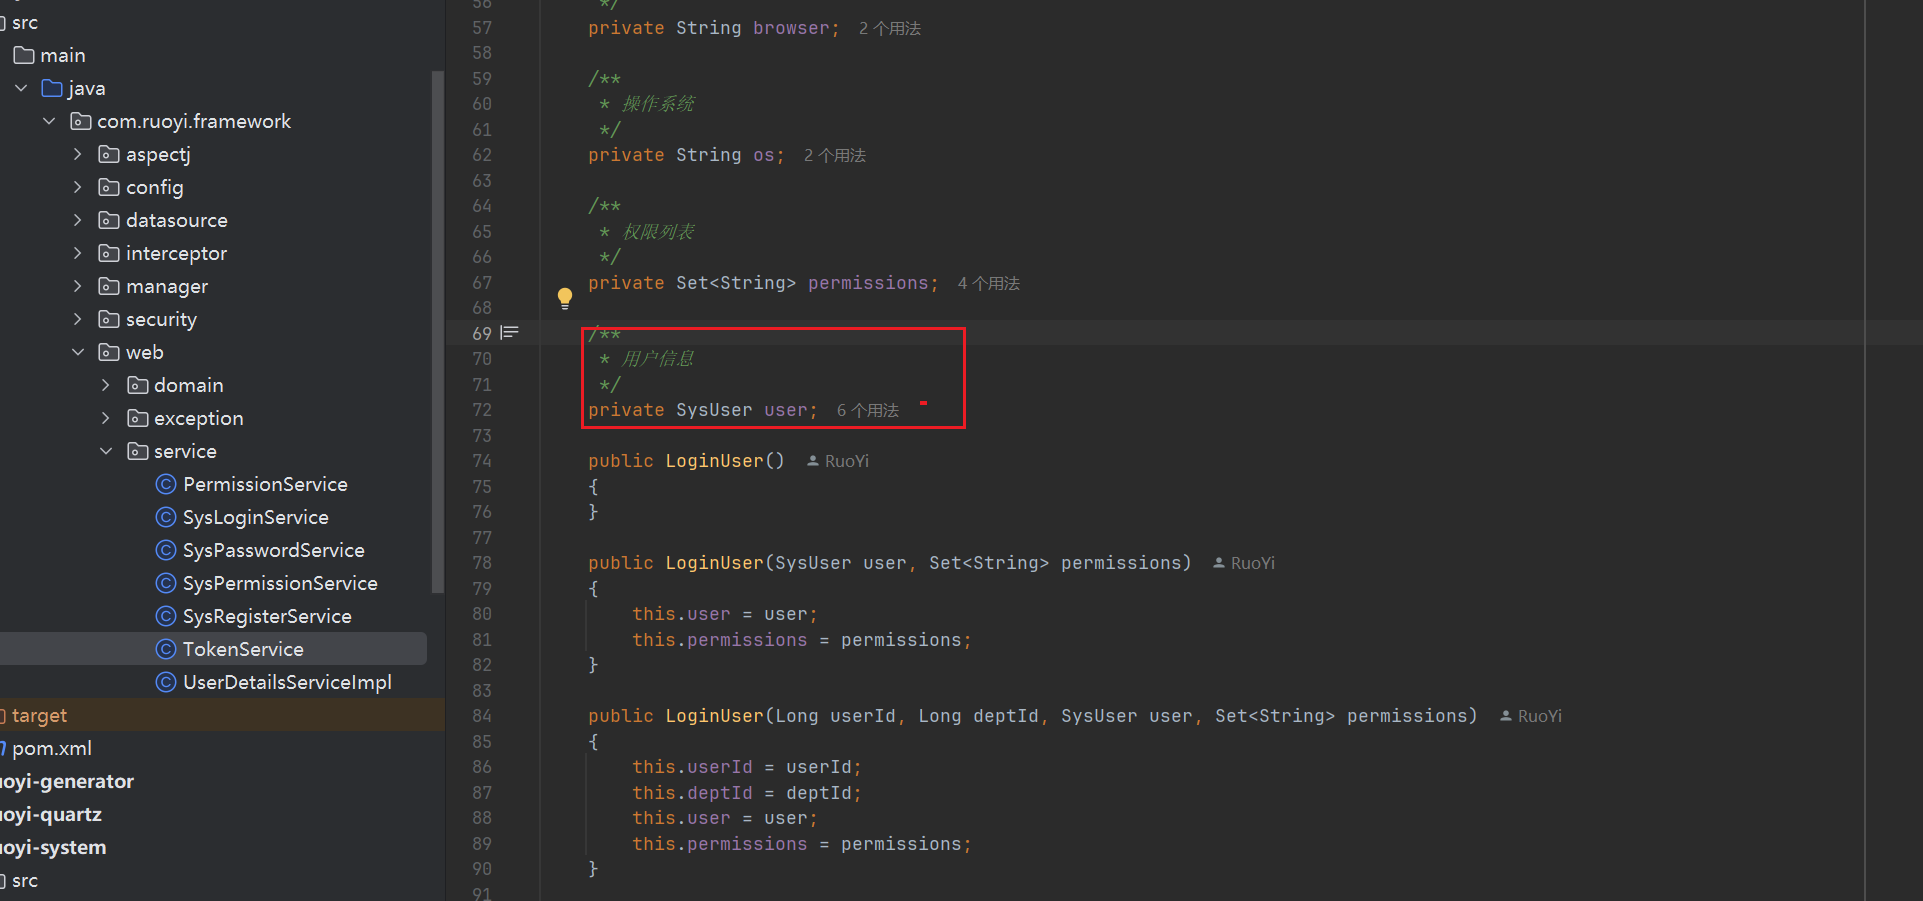 src
main
java
com.ruoyi.framework
aspectj
config
datasource
interceptor
manager
security
web
domain
exception
service
PermissionService
SysLoginService
SysPasswordService
SysPermissionService
SysRegisterService
TokenService
UserDetailsServiceImpl
target
pom.xml
uoyi-generator
uoyi-quartz
uoyi-system
src
56 */
57 private String browser; 2 个用法
58
59 /**
60 * 操作系统
61 */
62 private String os; 2 个用法
63
64 /**
65 * 权限列表
66 */
67 private Set<String> permissions; 4 个用法
68
69 /**
70 * 用户信息
71 */
72 private SysUser user; 6 个用法
73
74 public LoginUser() RuoYi
75 {
76 }
77
78 public LoginUser(SysUser user, Set<String> permissions) RuoYi
79 {
80 this.user = user;
81 this.permissions = permissions;
82 }
83
84 public LoginUser(Long userId, Long deptId, SysUser user, Set<String> permissions) RuoYi
85 {
86 this.userId = userId;
87 this.deptId = deptId;
88 this.user = user;
89 this.permissions = permissions;
90 }
91